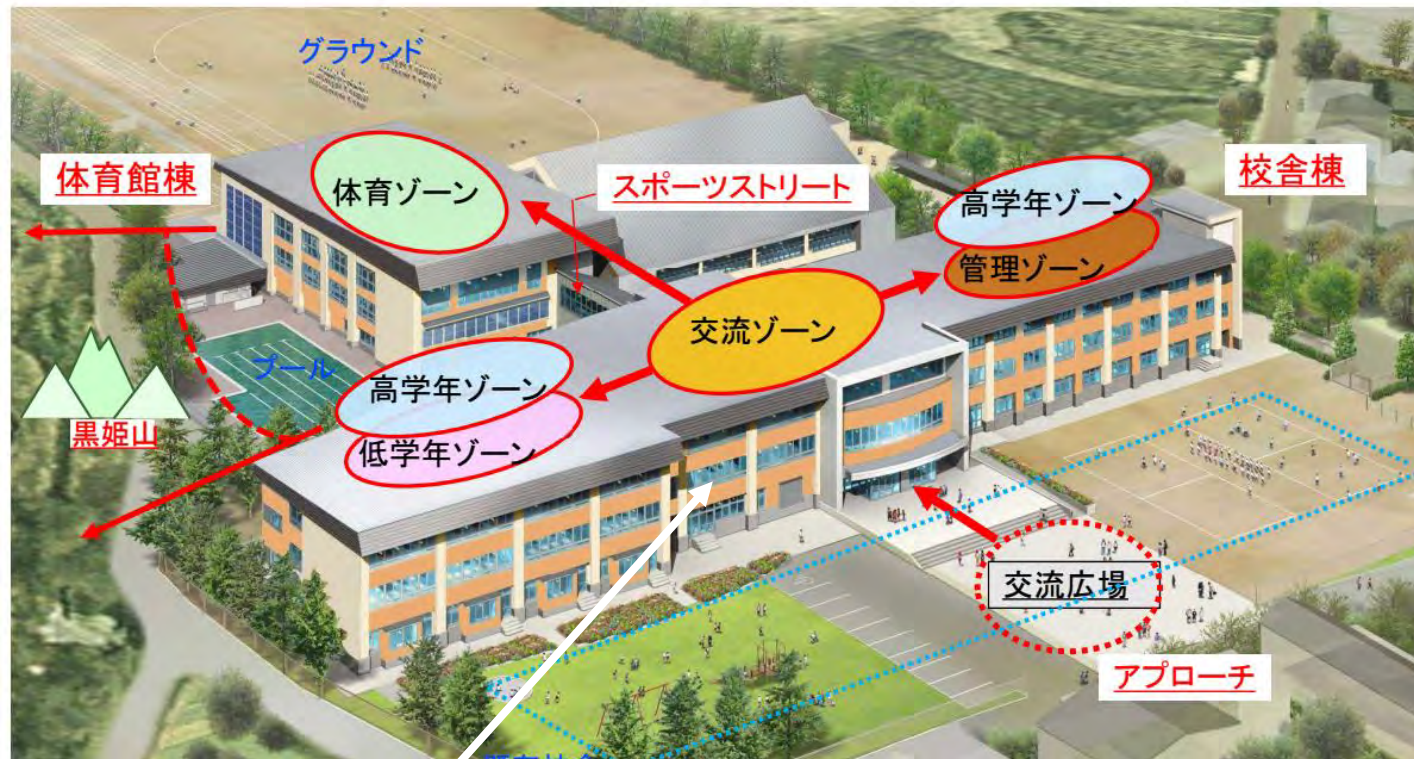 グラウンド
体育館棟
体育ゾーン
スポーツストリート
高学年ゾーン
校舎棟
管理ゾーン
交流ゾーン
プール
高学年ゾーン
黒姫山
低学年ゾーン
交流広場
アプローチ